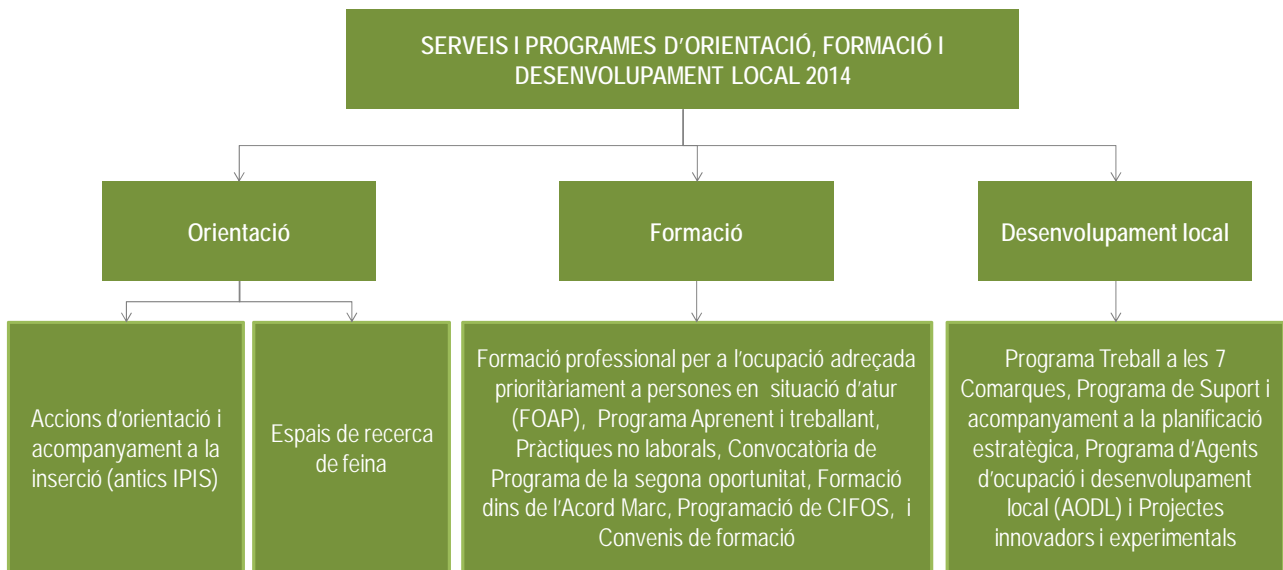 SERVEIS I PROGRAMES D’ORIENTACIÓ, FORMACIÓ I
DESENVOLUPAMENT LOCAL 2014
Orientació
Formació
Desenvolupament local
Accions d’orientació i
acompanyament a la
inserció (antics IPIS)
Espais de recerca
de feina
Formació professional per a l’ocupació adreçada
prioritàriament a persones en situació d’atur
(FOAP), Programa Aprenent i treballant,
Pràctiques no laborals, Convocatòria de
Programa de la segona oportunitat, Formació
dins de l’Acord Marc, Programació de CIFOS, i
Convenis de formació
Programa Treball a les 7
Comarques, Programa de Suport i
acompanyament a la planificació
estratègica, Programa d’Agents
d’ocupació i desenvolupament
local (AODL) i Projectes
innovadors i experimentals